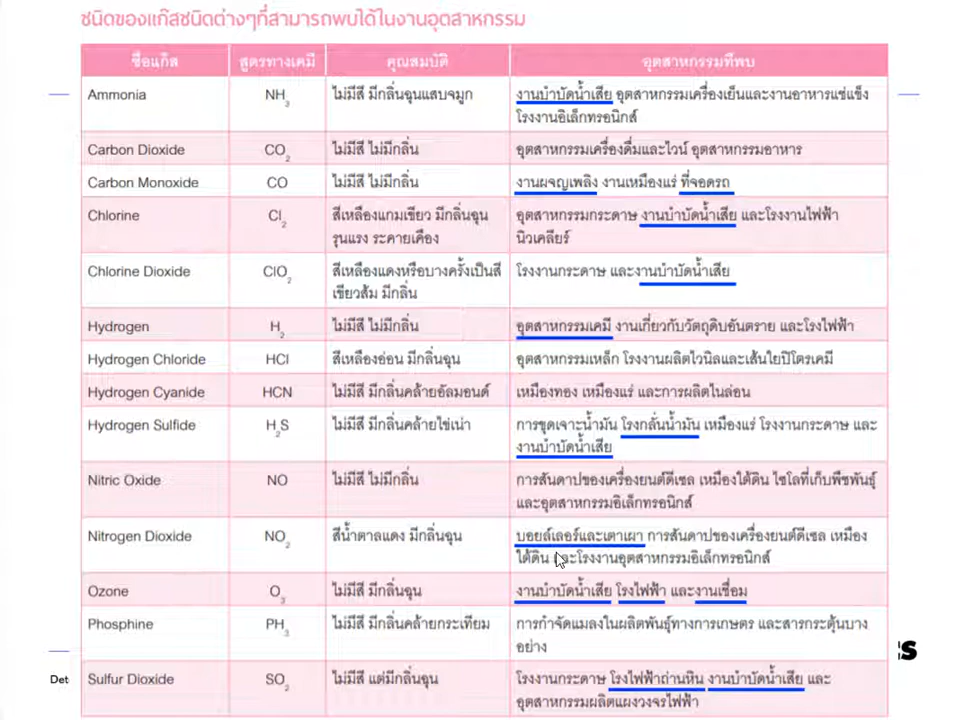 ชนิดของแก๊สชนิดต่างๆที่สามารถพบได้ในงานอุตสาหกรรม
ชื่อแก๊ส สูตรทางเคมี คุณสมบัติ อุตสาหกรรมที่พบ
Ammonia NH3 ไม่มีสี มีกลิ่นฉุนแสบจมูก งานบำบัดน้ำเสีย อุตสาหกรรมเครื่องเย็นและงานอาหารแช่แข็ง
โรงงานอิเล็กทรอนิกส์
Carbon Dioxide CO2 ไม่มีสี ไม่มีกลิ่น อุตสาหกรรมเครื่องดื่มและไวน์ อุตสาหกรรมอาหาร
Carbon Monoxide CO ไม่มีสี ไม่มีกลิ่น งานผจญเพลิง งานเหมืองแร่ ที่จอดรถ
Chlorine Cl2 สีเหลืองแกมเขียว มีกลิ่นฉุน อุตสาหกรรมกระดาษ งานบำบัดน้ำเสีย และโรงงานไฟฟ้า
รุนแรง ระคายเคือง นิวเคลียร์
Chlorine Dioxide ClO2 สีเหลืองแดงหรือบางครั้งเป็นสี โรงงานกระดาษ และงานบำบัดน้ำเสีย
เขียวส้ม มีกลิ่น
Hydrogen H2 ไม่มีสี ไม่มีกลิ่น อุตสาหกรรมเคมี งานเกี่ยวกับวัตถุดิบอันตราย และโรงไฟฟ้า
Hydrogen Chloride HCl สีเหลืองอ่อน มีกลิ่นฉุน อุตสาหกรรมเหล็ก โรงงานผลิตไวนิลและเส้นใยปิโตรเคมี
Hydrogen Cyanide HCN ไม่มีสี มีกลิ่นคล้ายอัลมอนด์ เหมืองทอง เหมืองแร่ และการผลิตไนล่อน
Hydrogen Sulfide H2S ไม่มีสี มีกลิ่นคล้ายไข่เน่า การขุดเจาะน้ำมัน โรงกลั่นน้ำมัน เหมืองแร่ โรงงานกระดาษ และ
งานบำบัดน้ำเสีย
Nitric Oxide NO ไม่มีสี ไม่มีกลิ่น การสันดาปของเครื่องยนต์ดีเซล เหมืองใต้ดิน ไซโลที่เก็บพืชพันธุ์
และอุตสาหกรรมอิเล็กทรอนิกส์
Nitrogen Dioxide NO2 สีน้ำตาลแดง มีกลิ่นฉุน บอยล์เลอร์และเตาเผา การสันดาปของเครื่องยนต์ดีเซล เหมือง
ใต้ดิน และโรงงานอุตสาหกรรมอิเล็กทรอนิกส์
Ozone O3 ไม่มีสี มีกลิ่นฉุน งานบำบัดน้ำเสีย โรงไฟฟ้า และงานเชื่อม
Phosphine PH3 ไม่มีสี มีกลิ่นคล้ายกระเทียม การกำจัดแมลงในผลิตพันธุ์ทางการเกษตร และสารกระตุ้นบาง
อย่าง
Det Sulfur Dioxide SO2 ไม่มีสี แต่มีกลิ่นฉุน โรงงานกระดาษ โรงไฟฟ้าถ่านหิน งานบำบัดน้ำเสีย และ
อุตสาหกรรมผลิตแผงวงจรไฟฟ้า